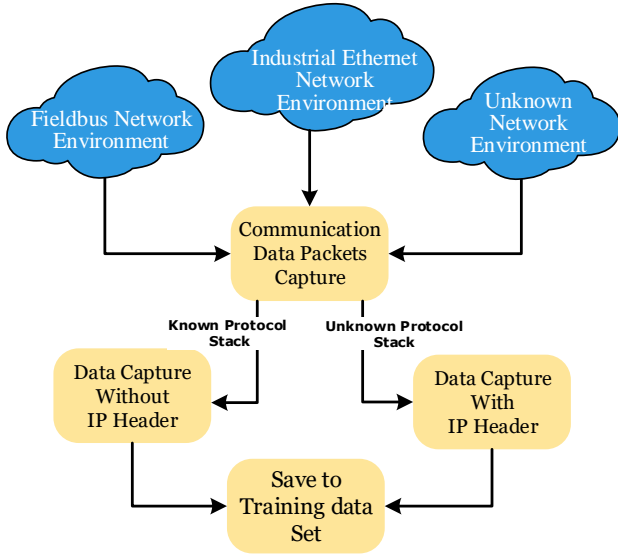 Industrial Ethernet
Network
Environment
Fieldbus Network
Environment
Unknown
Network
Environment
Communication
Data Packets
Capture
Known Protocol
Stack
Unknown Protocol
Stack
Data Capture
Without
IP Header
Data Capture
With
IP Header
Save to
Training data
Set